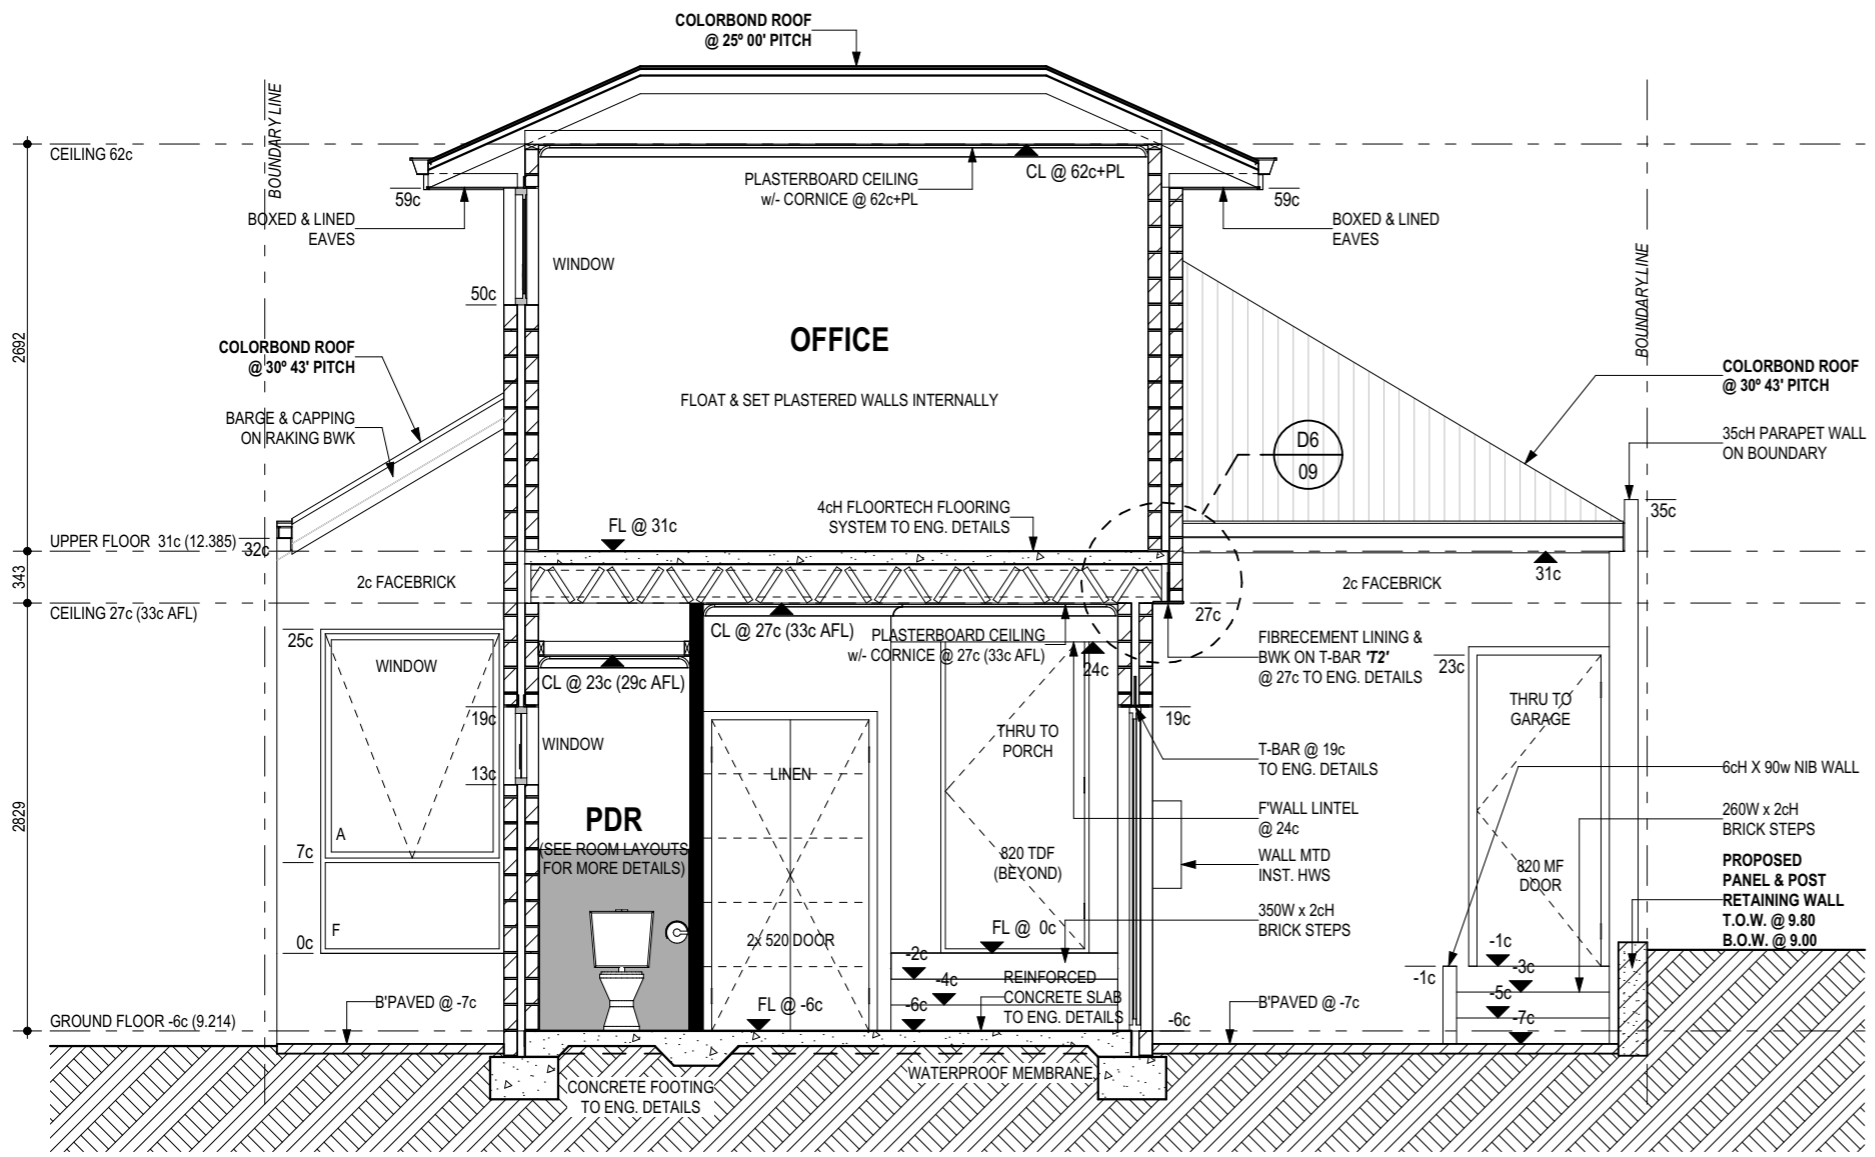 COLORBOND ROOF
@ 25° 00' PITCH
BOUNDARY LINE
CEILING 62c
CL @ 62c+PL
PLASTERBOARD CEILING
w/- CORNICE @ 62c+PL
59c
59c
BOXED & LINED
EAVES
BOXED & LINED
EAVES
WINDOW
50c
BOUNDARY LINE
2692
OFFICE
COLORBOND ROOF
@ 30° 43' PITCH
COLORBOND ROOF
@ 30° 43' PITCH
FLOAT & SET PLASTERED WALLS INTERNALLY
BARGE & CAPPING
ON RAKING BWK
D6
09
35cH PARAPET WALL
ON BOUNDARY
4cH FLOORTECH FLOORING
SYSTEM TO ENG. DETAILS
FL @ 31c
35c
UPPER FLOOR 31c (12.385)
32c
343
2c FACEBRICK
31c
2c FACEBRICK
CEILING 27c (33c AFL)
27c
25c
CL @ 27c (33c AFL)
PLASTERBOARD CEILING
w/- CORNICE @ 27c (33c AFL)
24c
FIBRECEMENT LINING &
BWK ON T-BAR 'T2'
@ 27c TO ENG. DETAILS
23c
WINDOW
CL @ 23c (29c AFL)
THRU TO
GARAGE
19c
19c
WINDOW
THRU TO
PORCH
T-BAR @ 19c
TO ENG. DETAILS
13c
LINEN
6cH X 90w NIB WALL
2829
PDR
(SEE ROOM LAYOUTS
FOR MORE DETAILS)
F'WALL LINTEL
@ 24c
260W x 2cH
BRICK STEPS
A
7c
820 TDF
(BEYOND)
WALL MTD
INST. HWS
820 MF
DOOR
PROPOSED
PANEL & POST
RETAINING WALL
T.O.W. @ 9.80
B.O.W. @ 9.00
350W x 2cH
BRICK STEPS
F
0c
2x 520 DOOR
FL @ 0c
-1c
-2c
-3c
-1c
-4c
REINFORCED
CONCRETE SLAB
TO ENG. DETAILS
-5c
B'PAVED @ -7c
FL @ -6c
-6c
B'PAVED @ -7c
-7c
GROUND FLOOR -6c (9.214)
-6c
WATERPROOF MEMBRANE
CONCRETE FOOTING
TO ENG. DETAILS